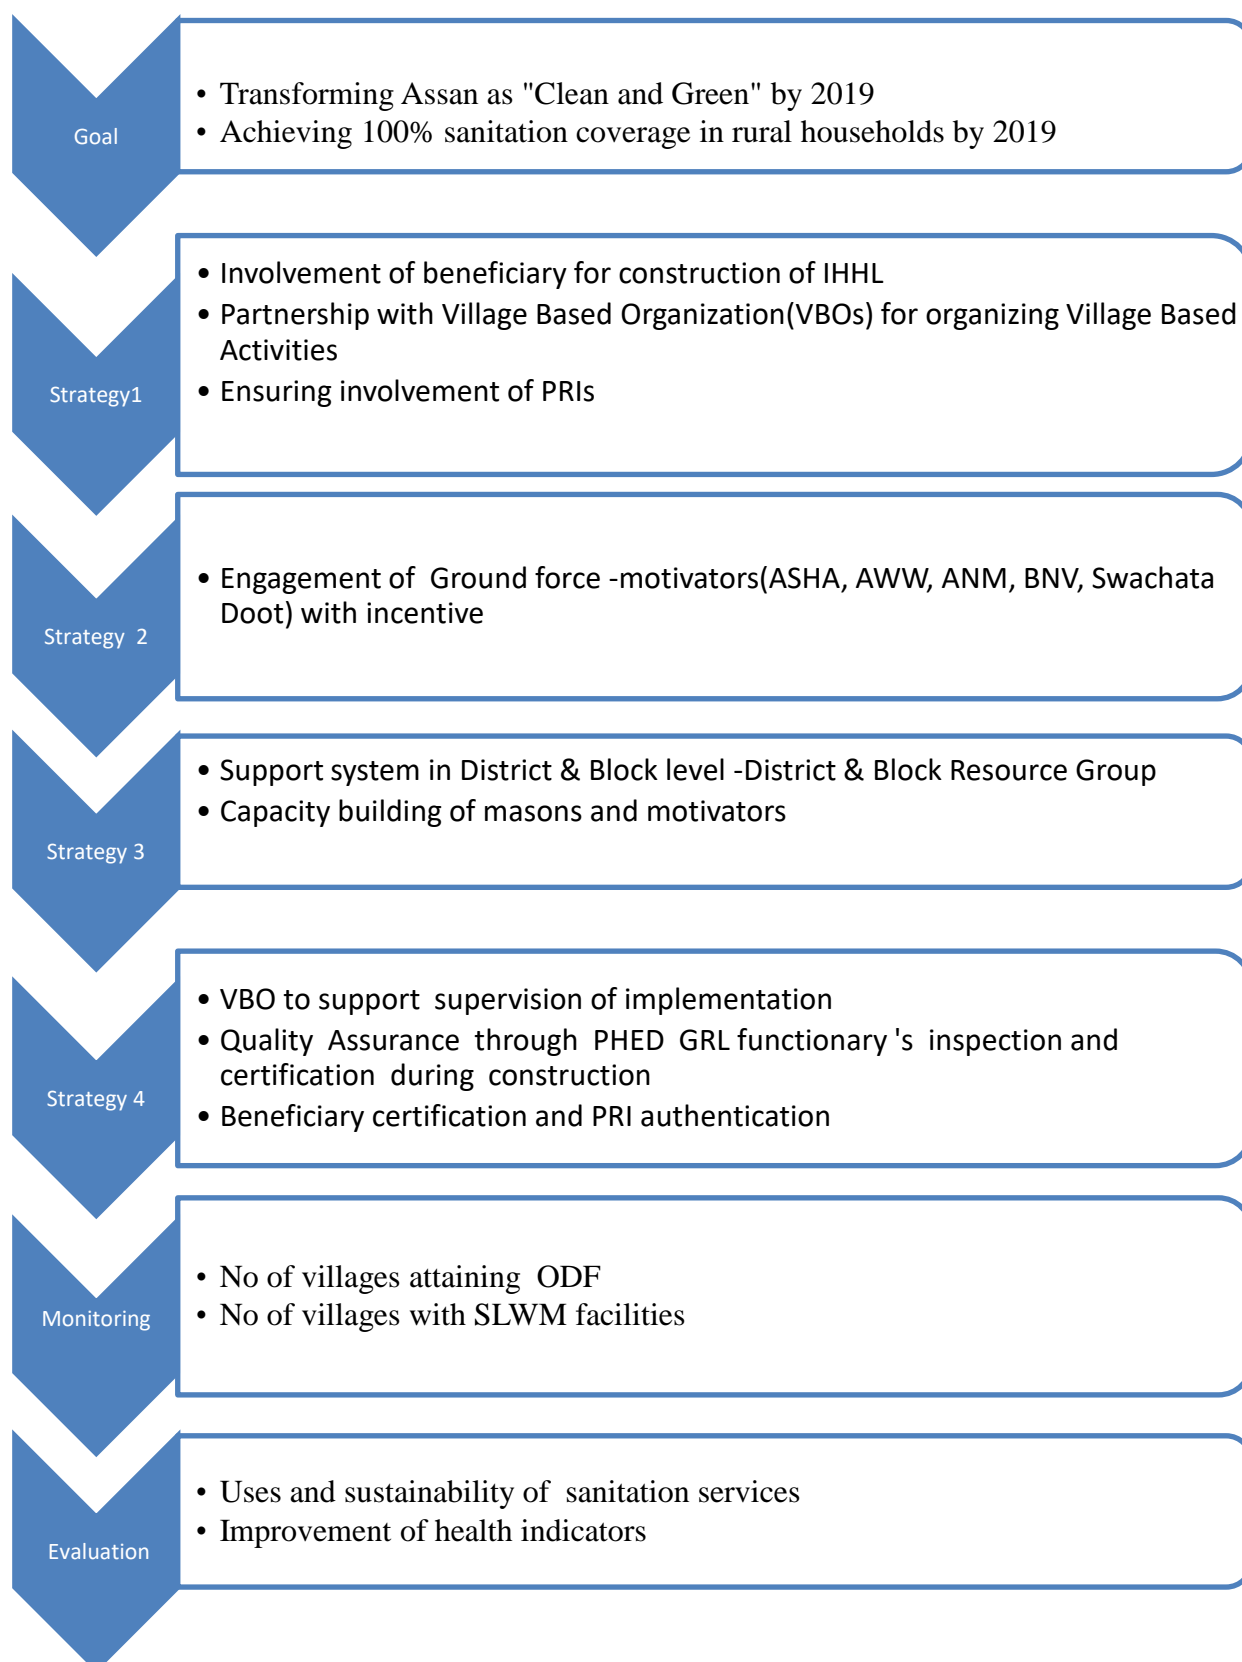 Goal
• Transforming Assan as "Clean and Green" by 2019
• Achieving 100% sanitation coverage in rural households by 2019
Strategy1
• Involvement of beneficiary for construction of IHHL
• Partnership with Village Based Organization(VBOs) for organizing Village Based
Activities
• Ensuring involvement of PRIs
Strategy 2
• Engagement of Ground force -motivators(ASHA, AWW, ANM, BNV, Swachata
Doot) with incentive
Strategy 3
• Support system in District & Block level -District & Block Resource Group
• Capacity building of masons and motivators
Strategy 4
• VBO to support supervision of implementation
• Quality Assurance through PHED GRL functionary 's inspection and
certification during construction
• Beneficiary certification and PRI authentication
Monitoring
• No of villages attaining ODF
• No of villages with SLWM facilities
Evaluation
• Uses and sustainability of sanitation services
• Improvement of health indicators